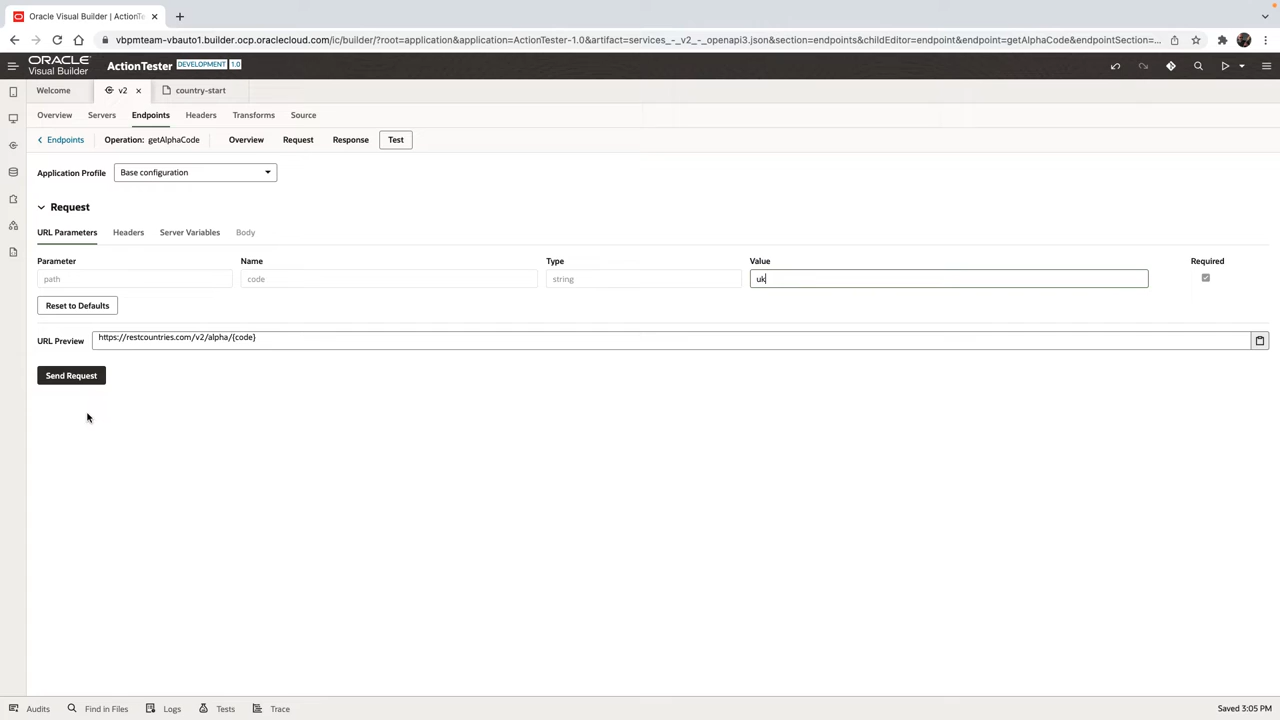 Oracle Visual Builder | ActionTe
vbpmteam-vbauto1.builder.ocp.oraclecloud.com/ic/builder/?root=application&application=ActionTester-1.0&artifact=services_-_v2_-_openapi3.json&section=endpoints&childEditor=endpoint&endpoint=getAlphaCode&endpointSection=...
ORACLE
Visual Builder
ActionTester DEVELOPMENT 1.0
Welcome v2 country-start
Overview Servers Endpoints Headers Transforms Source
Endpoints Operation: getAlphaCode Overview Request Response Test
Application Profile Base configuration
Request
URL Parameters Headers Server Variables Body
Parameter Name Type Value Required
path code string uk
Reset to Defaults
URL Preview https://restcountries.com/v2/alpha/{code}
Send Request
Audits Find in Files Logs Tests Trace Saved 3:05 PM